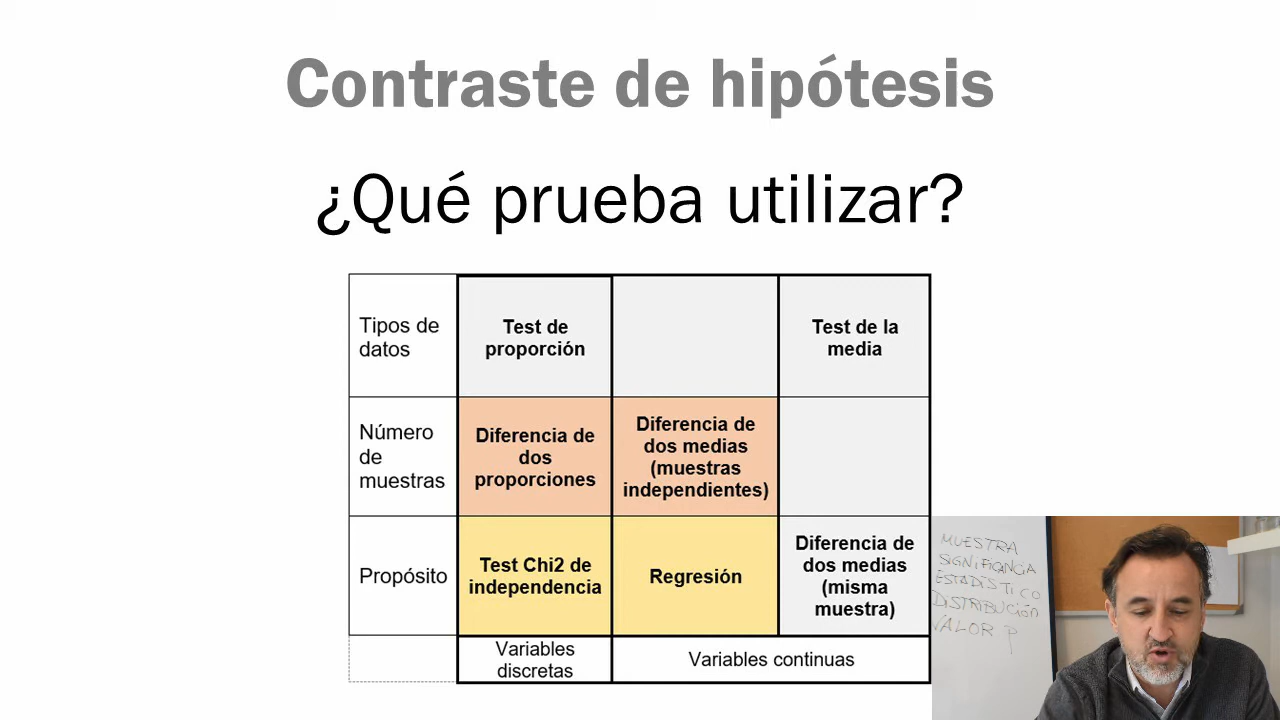 Contraste de hipótesis
¿Qué prueba utilizar?
Tipos de
datos
Test de
proporción
Test de la
media
Número
de
muestras
Diferencia de
dos
proporciones
Diferencia de
dos medias
(muestras
independientes)
Propósito
Test Chi2 de
independencia
Regresión
Diferencia de
dos medias
(misma
muestra)
Variables
discretas
Variables continuas
MUESTRA
SIGNIFICANCIA
ESTADÍSTICO
DISTRIBUCIÓN
VALOR P